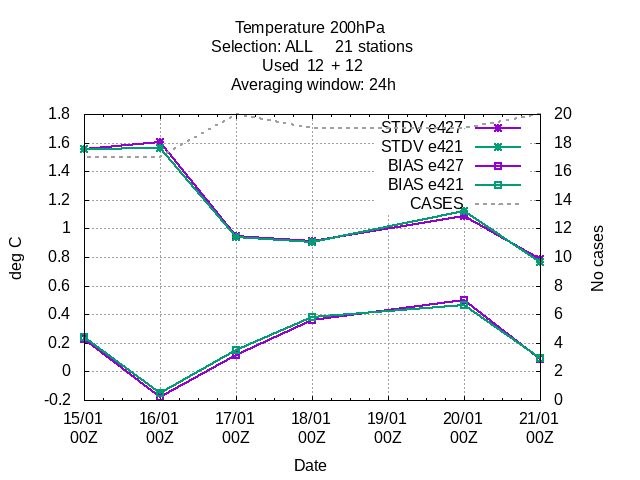 Temperature 200hPa
Selection: ALL 21 stations
Used 12 + 12
Averaging window: 24h
STDV e427
STDV e421
BIAS e427
BIAS e421
CASES
deg C
1.8
1.6
1.4
1.2
1
0.8
0.6
0.4
0.2
0
-0.2
No cases
20
18
16
14
12
10
8
6
4
2
0
15/01 16/01 17/01 18/01 19/01 20/01 21/01
00Z 00Z 00Z 00Z 00Z 00Z 00Z
Date